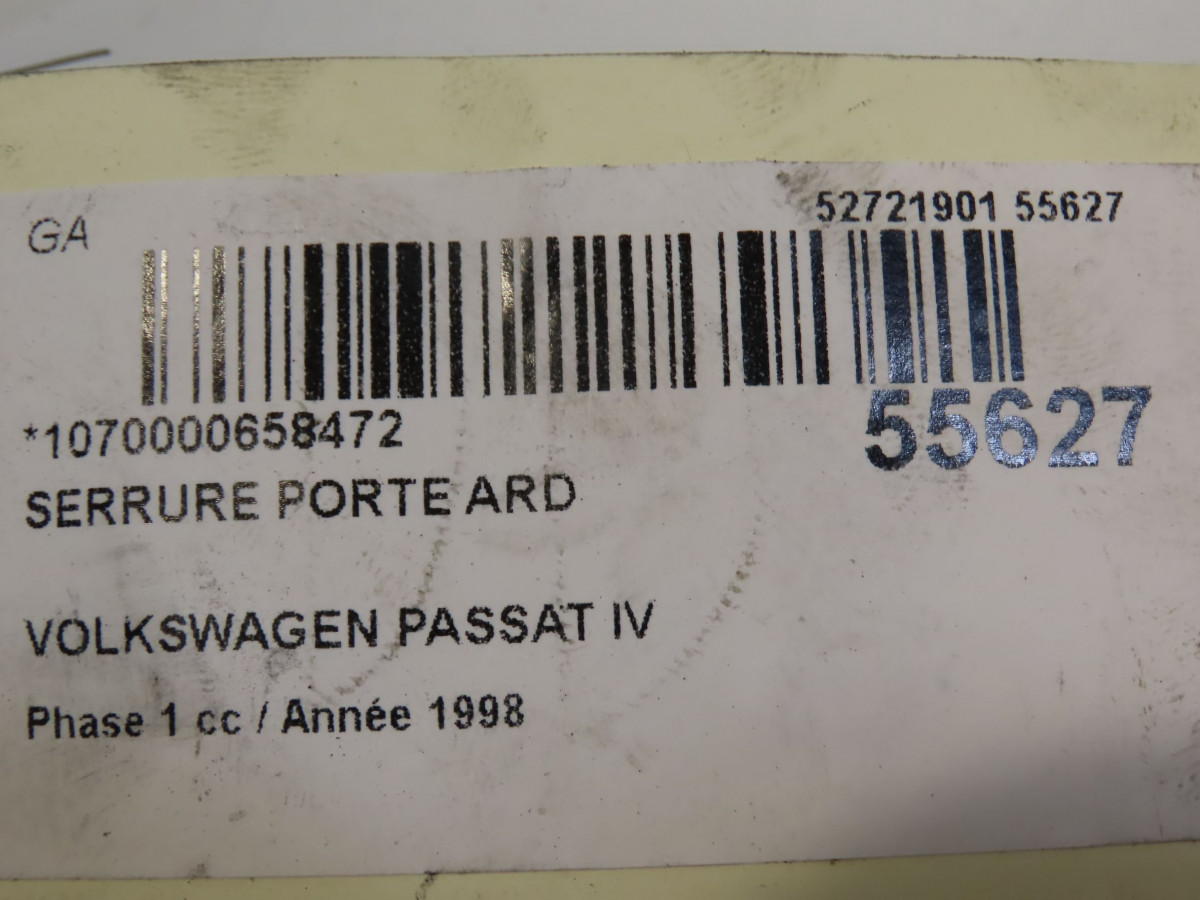 GA
52721901 55627
*1070000658472
55627
SERRURE PORTE ARD
VOLKSWAGEN PASSAT IV
Phase 1 cc / Année 1998